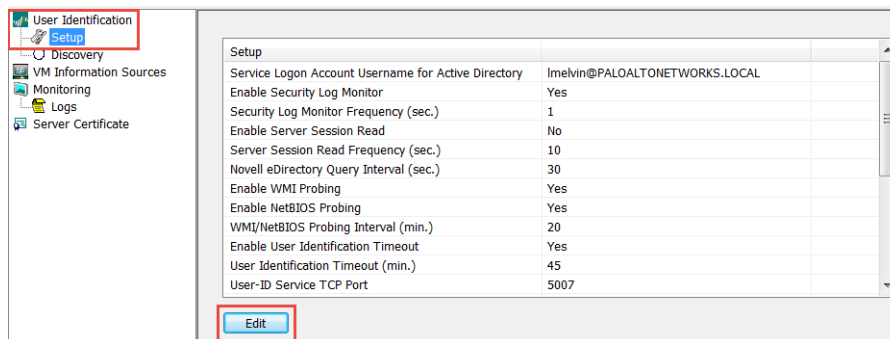 User Identification
Setup
Discovery
VM Information Sources
Monitoring
Logs
Server Certificate
Setup
Service Logon Account Username for Active Directory lmelvin@PALOALTONETWORKS.LOCAL
Enable Security Log Monitor Yes
Security Log Monitor Frequency (sec.) 1
Enable Server Session Read No
Server Session Read Frequency (sec.) 10
Novell eDirectory Query Interval (sec.) 30
Enable WMI Probing Yes
Enable NetBIOS Probing Yes
WMI/NetBIOS Probing Interval (min.) 20
Enable User Identification Timeout Yes
User Identification Timeout (min.) 45
User-ID Service TCP Port 5007
Edit